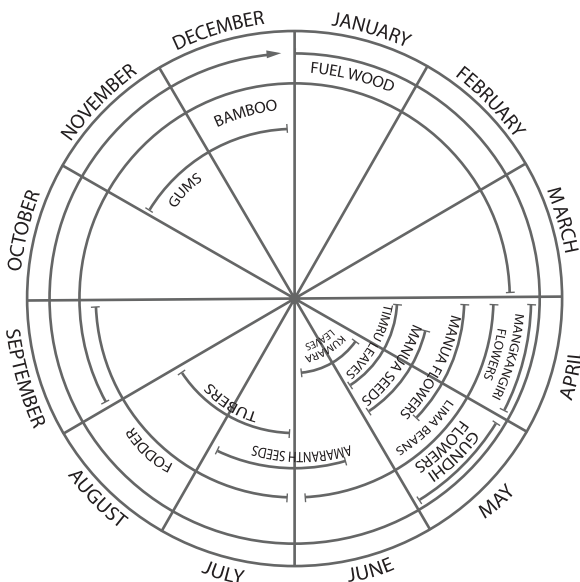 JANUARY
FEBRUARY
MARCH
APRIL
MAY
JUNE
JULY
AUGUST
SEPTEMBER
OCTOBER
NOVEMBER
DECEMBER
FUEL WOOD
BAMBOO
GUMS
MANGKANGIRI
FLOWERS
MANUA FLOWERS
MANUA SEEDS
TIMRU LEAVES
KUMARA
LEAVES
LIMA BEANS
GUNDHI
FLOWERS
AMARANTH SEEDS
TUBERS
FODDER